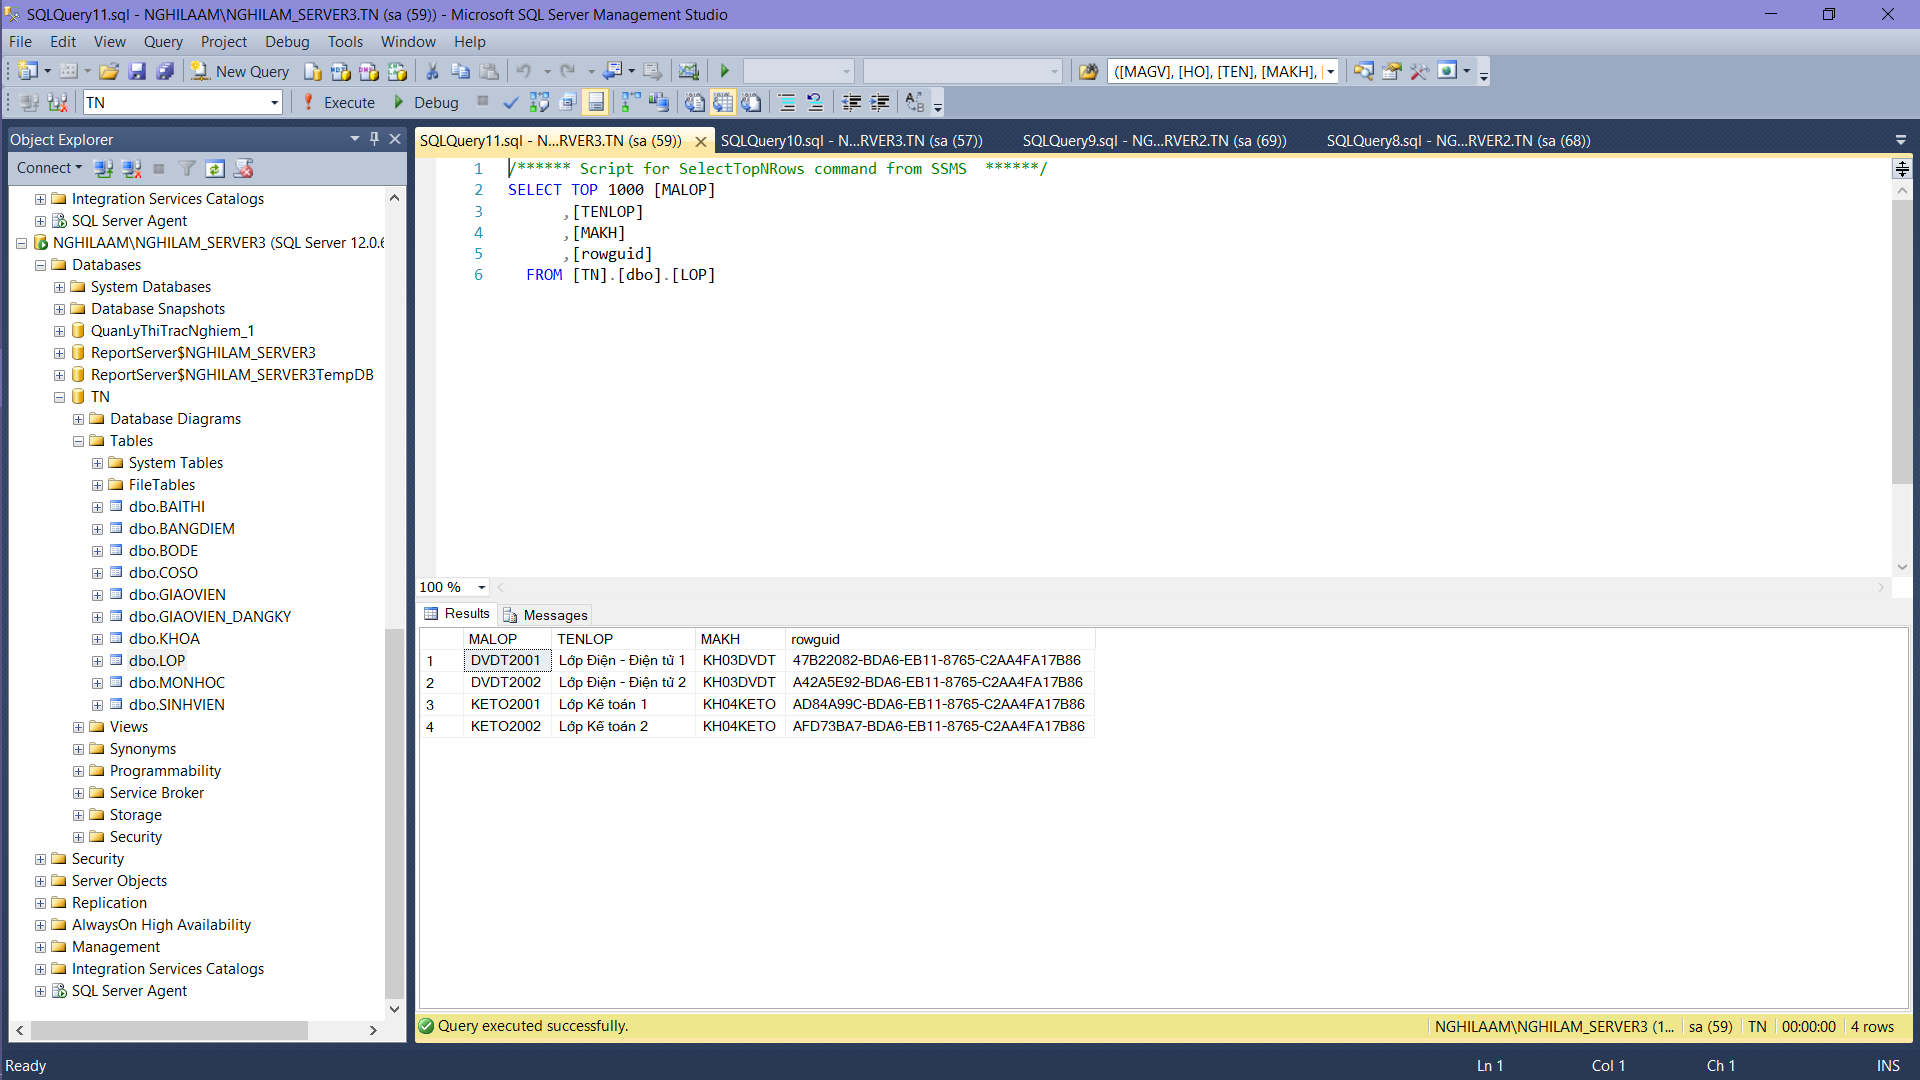 SQLQuery11.sql - NGHILAAM\NGHILAM_SERVER3.TN (sa (59)) - Microsoft SQL Server Management Studio
File Edit View Query Project Debug Tools Window Help
New Query ([MAGV], [HO], [TEN], [MAKH], [
TN Execute Debug
Object Explorer
Connect
Integration Services Catalogs
SQL Server Agent
NGHILAAM\NGHILAM_SERVER3 (SQL Server 12.0.6
Databases
System Databases
Database Snapshots
QuanLyThiTracNghiem_1
ReportServer$NGHILAM_SERVER3
ReportServer$NGHILAM_SERVER3TempDB
TN
Database Diagrams
Tables
System Tables
FileTables
dbo.BAITHI
dbo.BANGDIEM
dbo.BODE
dbo.COSO
dbo.GIAOVIEN
dbo.GIAOVIEN_DANGKY
dbo.KHOA
dbo.LOP
dbo.MONHOC
dbo.SINHVIEN
Views
Synonyms
Programmability
Service Broker
Storage
Security
Security
Server Objects
Replication
AlwaysOn High Availability
Management
Integration Services Catalogs
SQL Server Agent
SQLQuery11.sql - N...RVER3.TN (sa (59)) SQLQuery10.sql - N...RVER3.TN (sa (57)) SQLQuery9.sql - NG...RVER2.TN (sa (69)) SQLQuery8.sql - NG...RVER2.TN (sa (68))
1 /****** Script for SelectTopNRows command from SSMS ******/
2 SELECT TOP 1000 [MALOP]
3 ,[TENLOP]
4 ,[MAKH]
5 ,[rowguid]
6 FROM [TN].[dbo].[LOP]
100 %
Results Messages
MALOP TENLOP MAKH rowguid
1 DVDT2001 Lớp Điện - Điện tử 1 KH03DVDT 47B22082-BDA6-EB11-8765-C2AA4FA17B86
2 DVDT2002 Lớp Điện - Điện tử 2 KH03DVDT A42A5E92-BDA6-EB11-8765-C2AA4FA17B86
3 KETO2001 Lớp Kế toán 1 KH04KETO AD84A99C-BDA6-EB11-8765-C2AA4FA17B86
4 KETO2002 Lớp Kế toán 2 KH04KETO AFD73BA7-BDA6-EB11-8765-C2AA4FA17B86
Query executed successfully. NGHILAAM\NGHILAM_SERVER3 (1... sa (59) TN 00:00:00 4 rows
Ready Ln 1 Col 1 Ch 1 INS